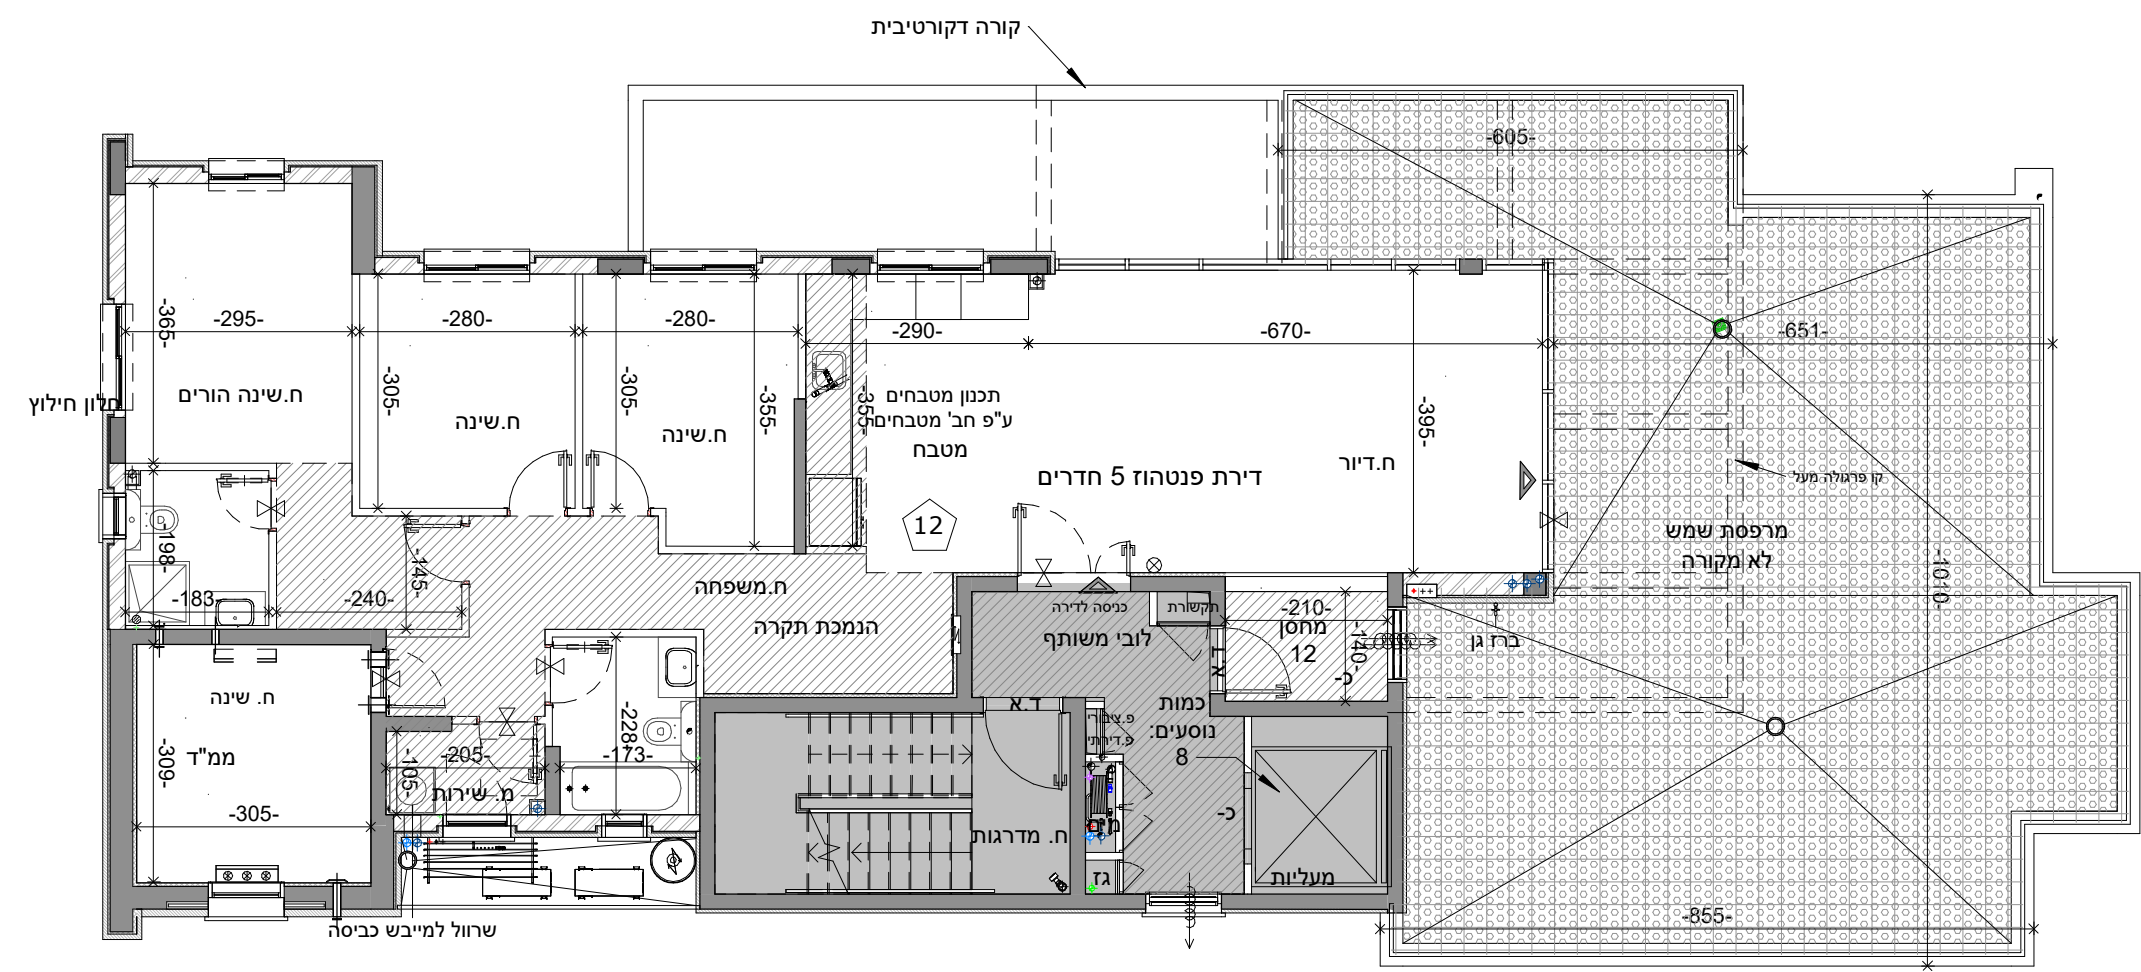 קורה דקורטיבית
-605-
-295-
-280-
-280-
-290-
-670-
-651-
-365-
-305-
-305-
-355-
-355-
-395-
-1010-
ח.שינה הורים
חלון חילוץ
ח.שינה
ח.שינה
תכנון מטבחים
ע"פ חב' מטבחים
מטבח
ח.דיור
דירת פנטהוז 5 חדרים
12
קו פרגולה מעל
מרפסת שמש
לא מקורה
-198-
-183-
-240-
-145-
ח.משפחה
הנמכת תקרה
כניסה לדירה
תקשורת
לובי משותף
-210-
מחסן
12
-140-
כ-
ברז גן
ד.א
ד.א
ח. שינה
ממ"ד
-309-
-305-
-205-
-105-
מ. שירות
-228-
-173-
כמות
נוסעים:
8
פ.ציבורי
פ.דירתי
מים
כ-
ח. מדרגות
גז
מעליות
-855-
שרוול למייבש כביסה